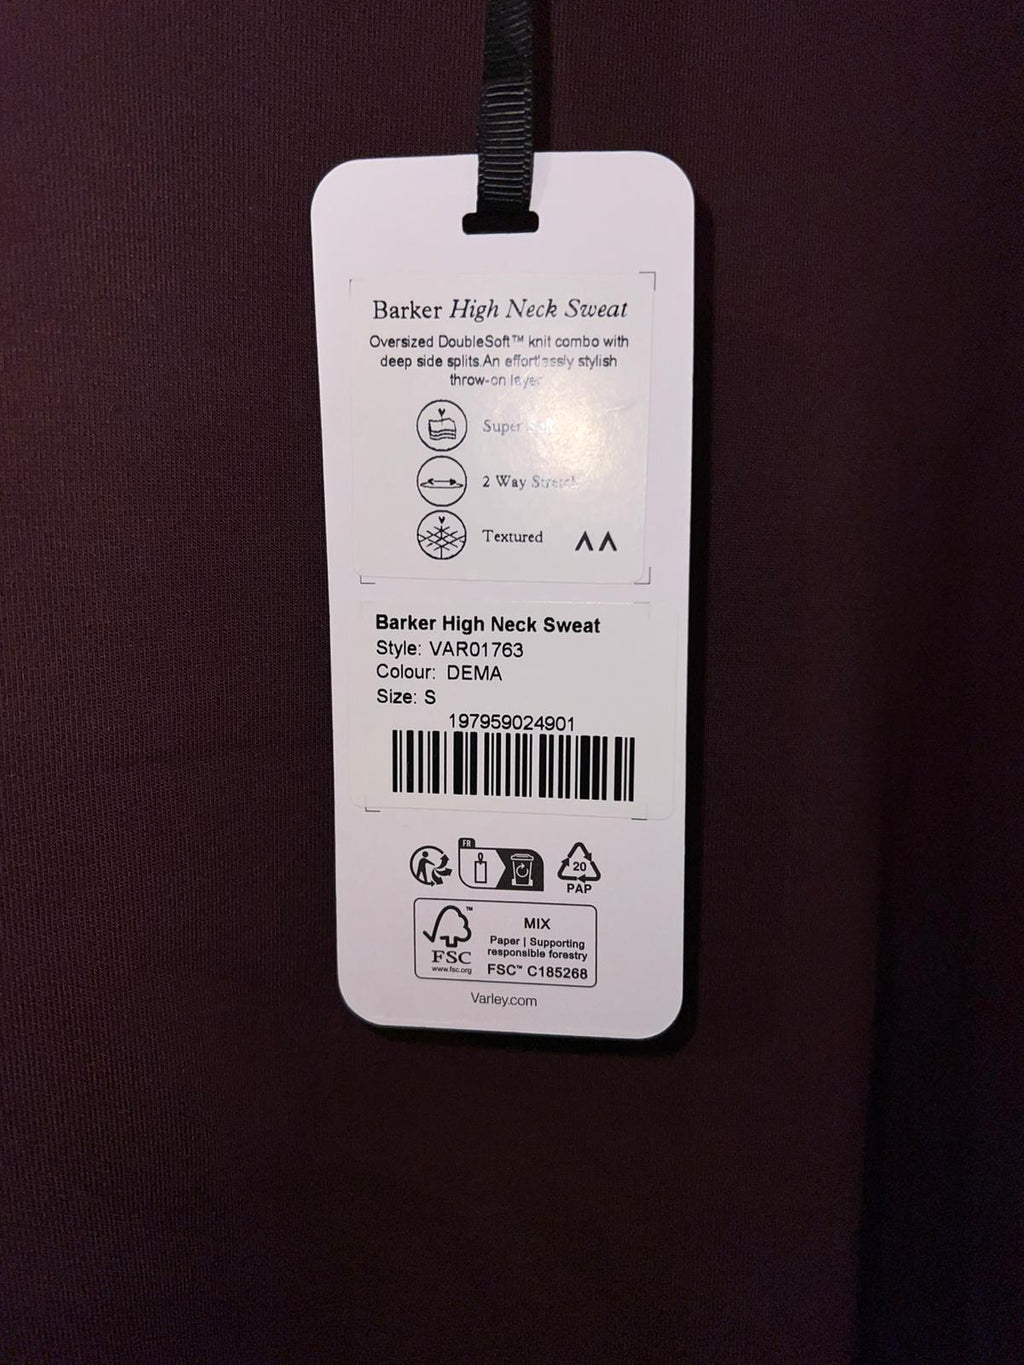 Barker High Neck Sweat
Oversized DoubleSoft™ knit combo with
deep side splits.An effortlessly stylish
throw-on layer
Super
2 Way Stretch
Textured
Barker High Neck Sweat
Style: VAR01763
Colour: DEMA
Size: S
197959024901
FR
20
PAP
FSC™
www.fsc.org
MIX
Paper | Supporting
responsible forestry
FSC™ C185268
Varley.com